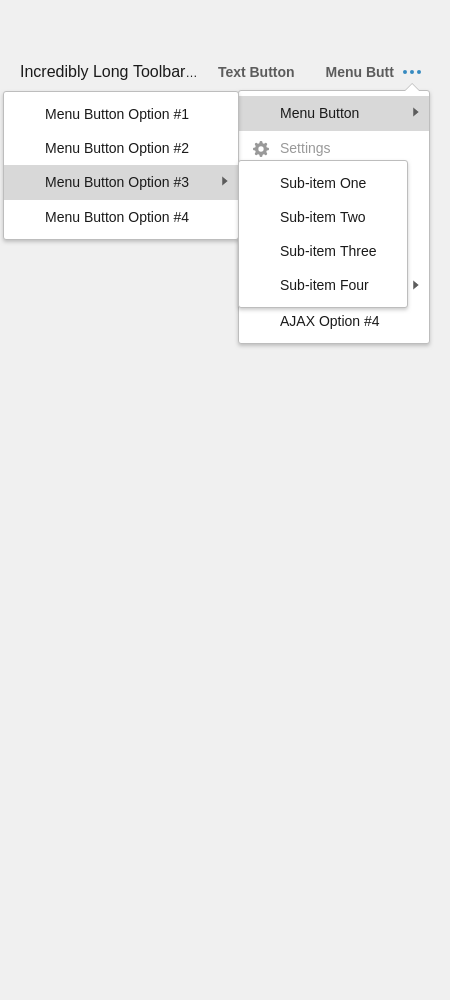 Incredibly Long Toolbar...
Text Button
Menu Butt
Menu Button Option #1
Menu Button Option #2
Menu Button Option #3
Menu Button Option #4
Menu Button
Settings
Sub-item One
Sub-item Two
Sub-item Three
Sub-item Four
AJAX Option #4